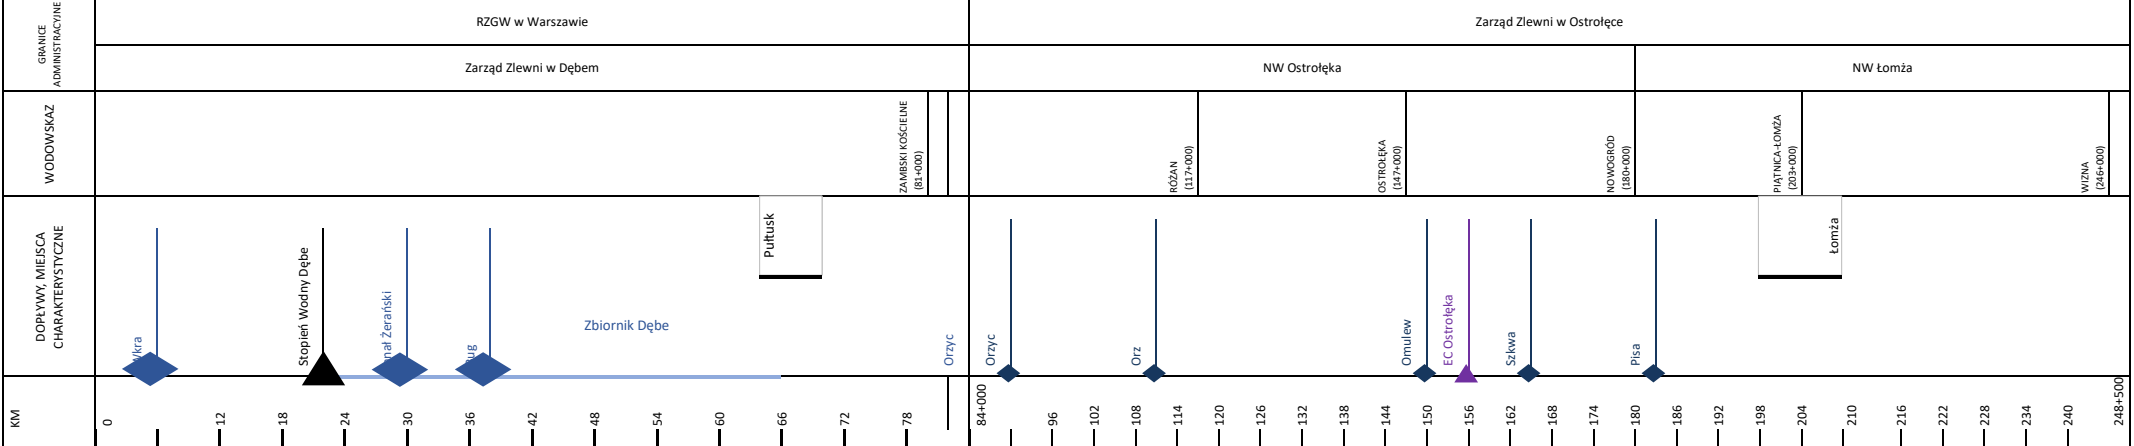 GRANICE
ADMINISTRACYJNE
RZGW w Warszawie
Zarząd Zlewni w Ostrołęce
Zarząd Zlewni w Dębem
NW Ostrołęka
NW Łomża
WODOWSKAZ
ZAMBSKI KOŚCIELNE
(81+000)
RÓŻAN
(117+000)
OSTROŁĘKA
(147+000)
NOWOGRÓD
(180+000)
PIĄTNICA-ŁOMŻA
(203+000)
WIZNA
(246+000)
DOPŁYWY, MIEJSCA
CHARAKTERYSTYCZNE
Stopień Wodny Dębe
Żerański
Zbiornik Dębe
Pułtusk
Orzyc
Orzyc
Orz
Omulew
EC Ostrołęka
Szkwa
Pisa
Łomża
KM
0
12
18
24
30
36
42
48
54
60
66
72
78
84+000
96
102
108
114
120
126
132
138
144
150
156
162
168
174
180
186
192
198
204
210
216
222
228
234
240
248+500